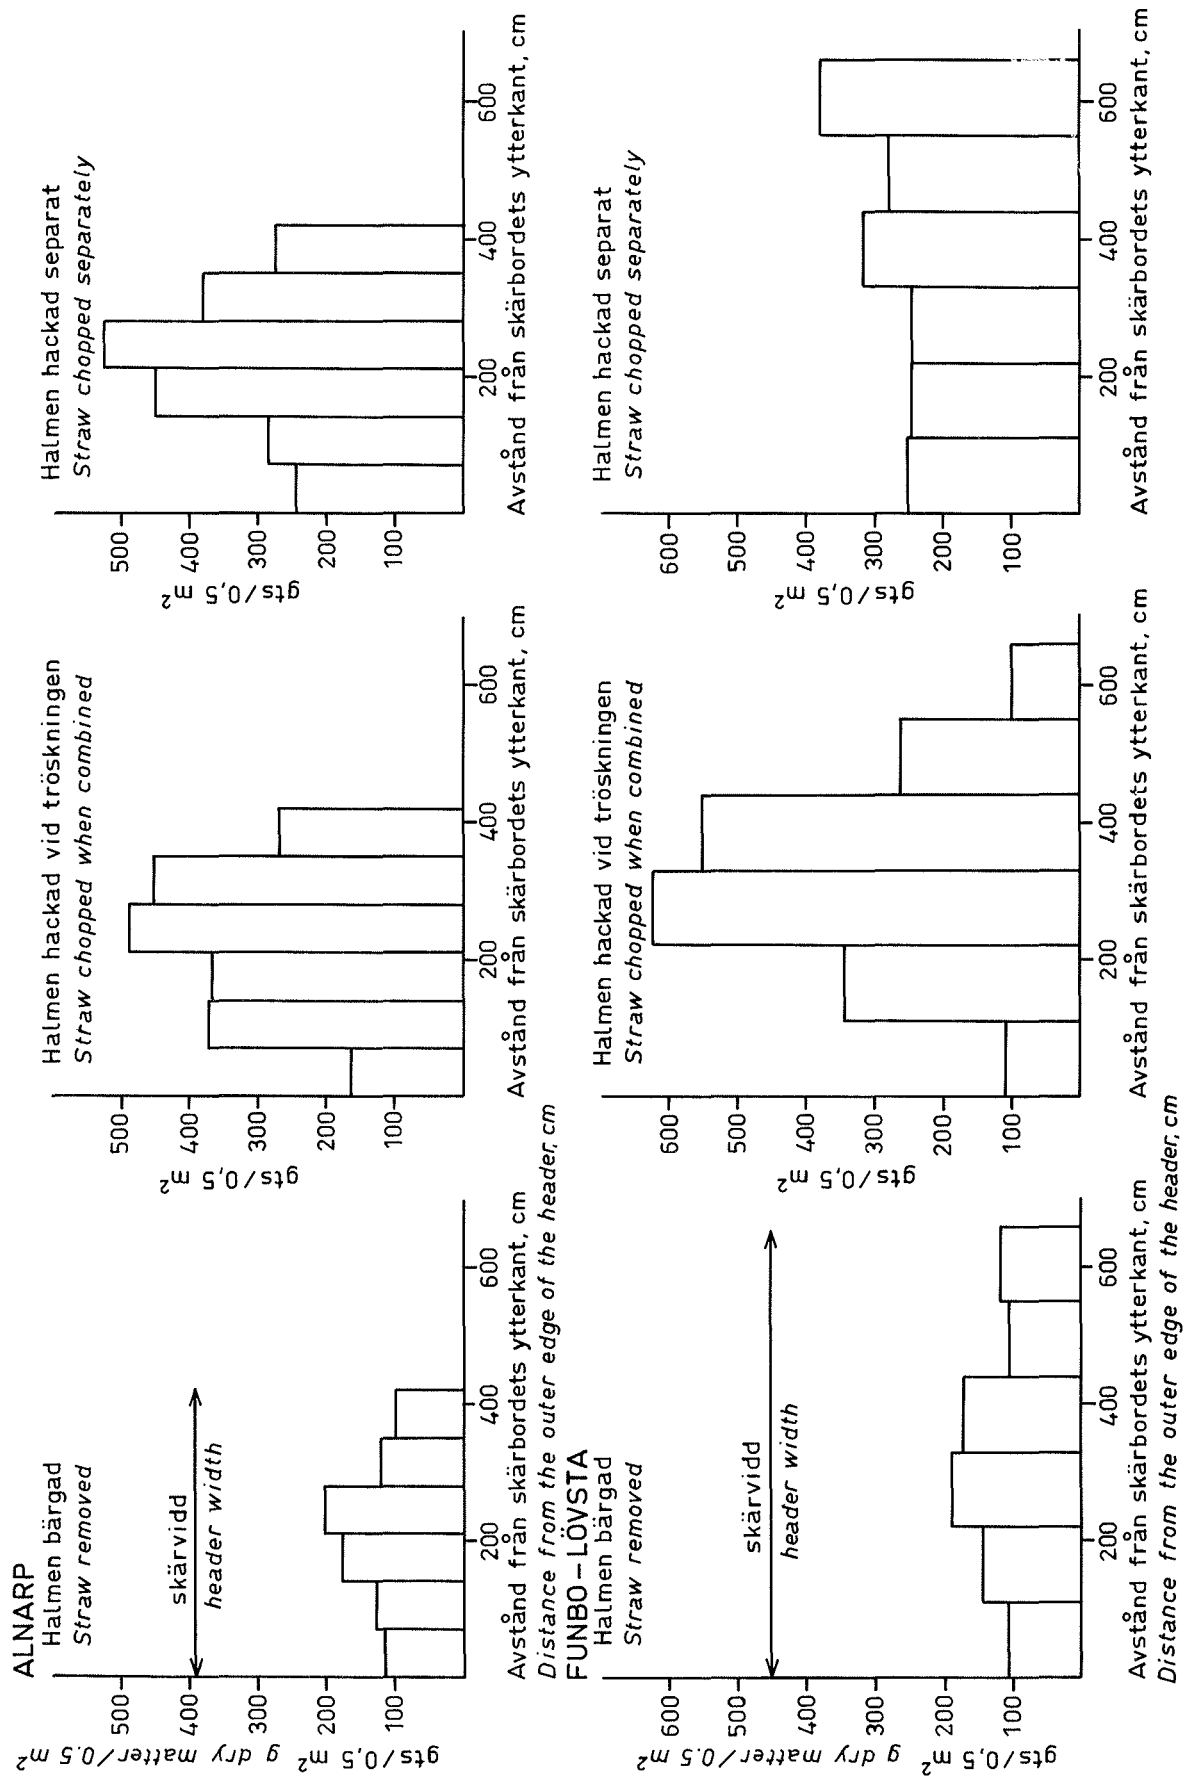 ALNARP
Halmen bärgad
Straw removed
skärvidd
header width
500
400
300
200
100
gts/0,5 m² g dry matter/0.5 m²
200
400
600
Avstånd från skärbordets ytterkant, cm
Distance from the outer edge of the header, cm
Halmen hackad vid tröskningen
Straw chopped when combined
500
400
300
200
100
gts/0,5 m²
200
400
600
Avstånd från skärbordets ytterkant, cm
Halmen hackad separat
Straw chopped separately
500
400
300
200
100
gts/0,5 m²
200
400
600
Avstånd från skärbordets ytterkant, cm
FUNBO–LÖVSTA
Halmen bärgad
Straw removed
skärvidd
header width
600
500
400
300
200
100
gts/0,5 m² g dry matter/0.5 m²
200
400
600
Avstånd från skärbordets ytterkant, cm
Distance from the outer edge of the header, cm
Halmen hackad vid tröskningen
Straw chopped when combined
600
500
400
300
200
100
gts/0,5 m²
200
400
600
Avstånd från skärbordets ytterkant, cm
Halmen hackad separat
Straw chopped separately
600
500
400
300
200
100
gts/0,5 m²
200
400
600
Avstånd från skärbordets ytterkant, cm